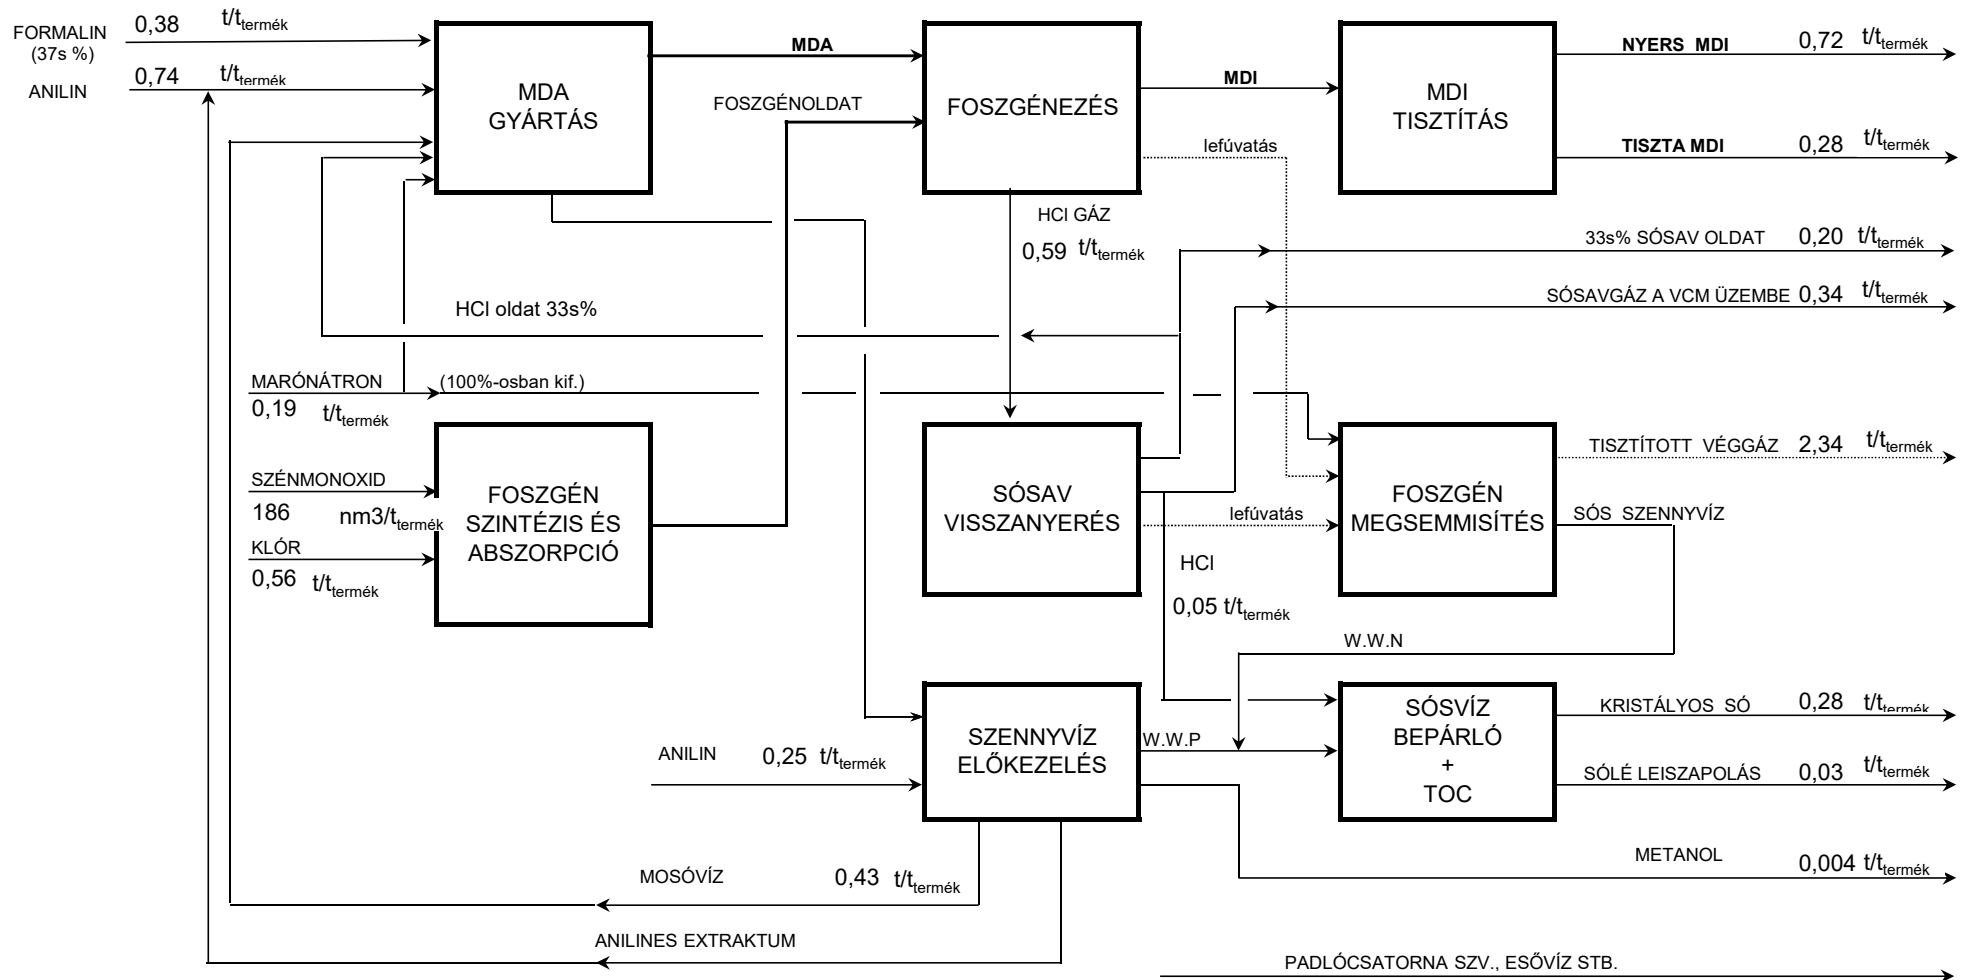 FORMALIN
(37s %)
0,38 t/ttermék
ANILIN
0,74 t/ttermék
MDA
GYÁRTÁS
MDA
FOSZGÉNOLDAT
FOSZGÉNEZÉS
MDI
lefúvatás
MDI
TISZTÍTÁS
NYERS MDI 0,72 t/ttermék
TISZTA MDI 0,28 t/ttermék
HCl GÁZ
0,59 t/ttermék
33s% SÓSAV OLDAT 0,20 t/ttermék
SÓSAVGÁZ A VCM ÜZEMBE 0,34 t/ttermék
HCl oldat 33s%
MARÓNÁTRON (100%-osban kif.)
0,19 t/ttermék
SZÉNMONOXID
186 nm3/ttermék
KLÓR
0,56 t/ttermék
FOSZGÉN
SZINTÉZIS ÉS
ABSZORPCIÓ
SÓSAV
VISSZANYERÉS
lefúvatás
HCl
0,05 t/ttermék
FOSZGÉN
MEGSEMMISÍTÉS
TISZTÍTOTT VÉGGÁZ 2,34 t/ttermék
SÓS SZENNYVÍZ
W.W.N
ANILIN 0,25 t/ttermék
SZENNYVÍZ
ELŐKEZELÉS
W.W.P
SÓSVÍZ
BEPÁRLÓ
+
TOC
KRISTÁLYOS SÓ 0,28 t/ttermék
SÓLÉ LEISZAPOLÁS 0,03 t/ttermék
METANOL 0,004 t/ttermék
MOSÓVÍZ 0,43 t/ttermék
ANILINES EXTRAKTUM
PADLÓCSATORNA SZV., ESŐVÍZ STB.